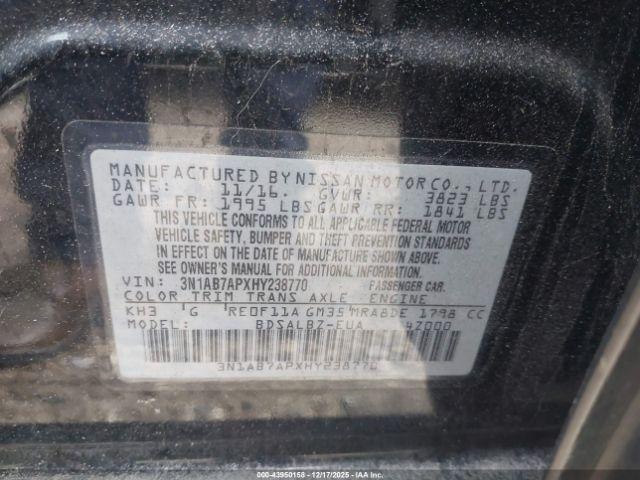 MANUFACTURED BY NISSAN MOTOR CO., LTD.
DATE: 11/16. GVWR: 3823 LBS
GAWR FR: 1995 LBS GAWR RR: 1841 LBS
THIS VEHICLE CONFORMS TO ALL APPLICABLE FEDERAL MOTOR
VEHICLE SAFETY, BUMPER AND THEFT PREVENTION STANDARDS
IN EFFECT ON THE DATE OF MANUFACTURE SHOWN ABOVE.
SEE OWNER'S MANUAL FOR ADDITIONAL INFORMATION.
VIN: 3N1AB7APXHY238770 PASSENGER CAR.
COLOR TRIM TRANS AXLE ENGINE
KH3 G RE0F11A GM35 MRA8DE 1798 CC
MODEL: BDSALBZ-EUA 4Z000
3N1AB7APXHY238770
000-43950158 - 12/17/2025 - IAA Inc.